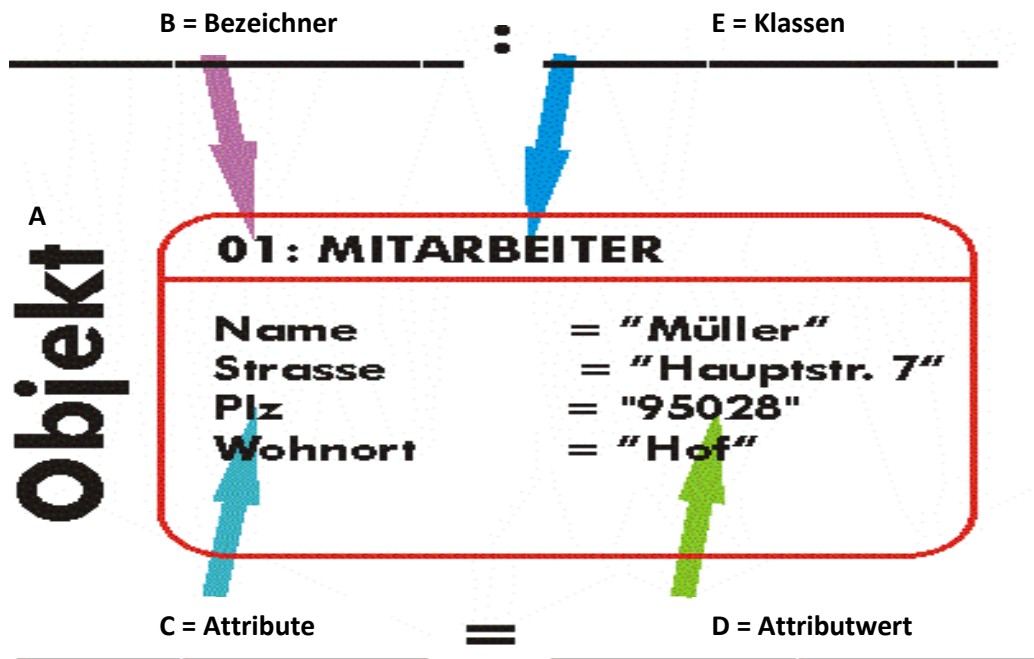 B = Bezeichner : E = Klassen
A
Objekt
01: MITARBEITER
Name = ”Müller“
Strasse = ”Hauptstr. 7“
Plz = "95028"
Wohnort = ”Hof“
C = Attribute = D = Attributwert